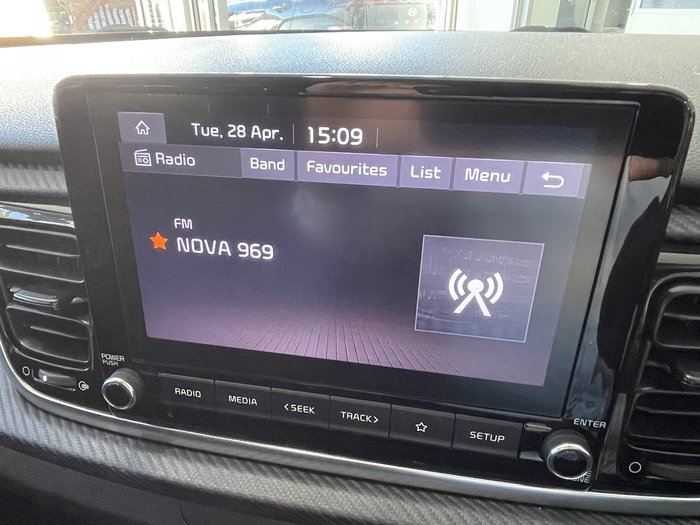 Tue, 28 Apr. 15:09
Radio Band Favourites List Menu
FM
NOVA 969
POWER
PUSH
RADIO MEDIA <SEEK TRACK> SETUP
ENTER